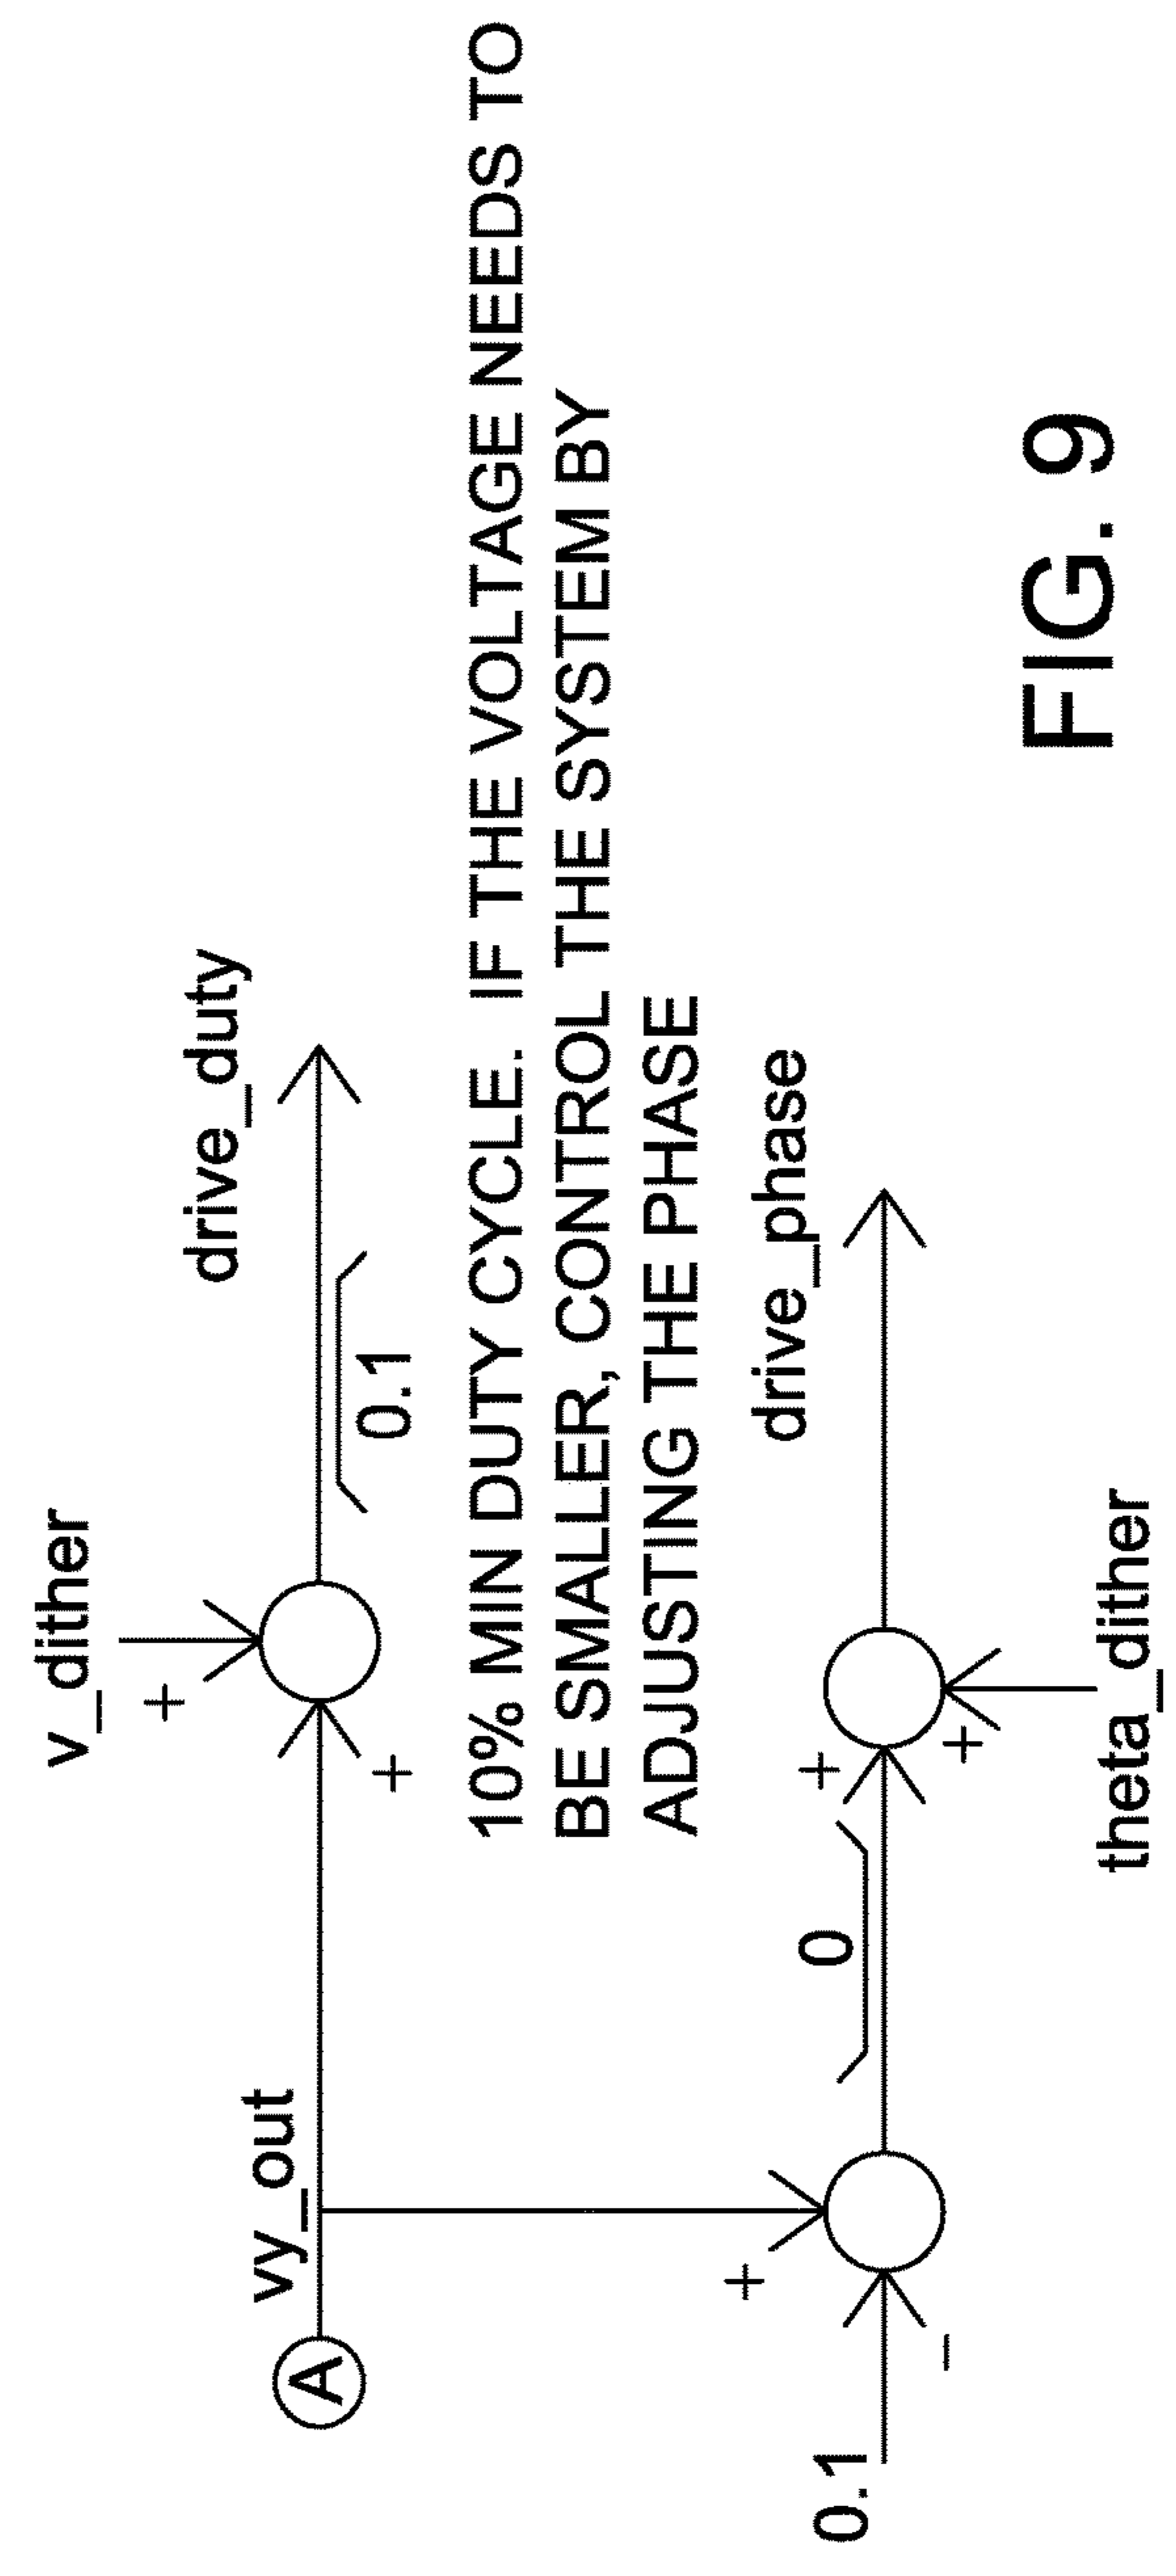 v_dither
+
drive_duty
vy_out
A
+
0.1
10% MIN DUTY CYCLE. IF THE VOLTAGE NEEDS TO
BE SMALLER, CONTROL THE SYSTEM BY
ADJUSTING THE PHASE
+
0
+
drive_phase
0.1
−
+
theta_dither
FIG. 9